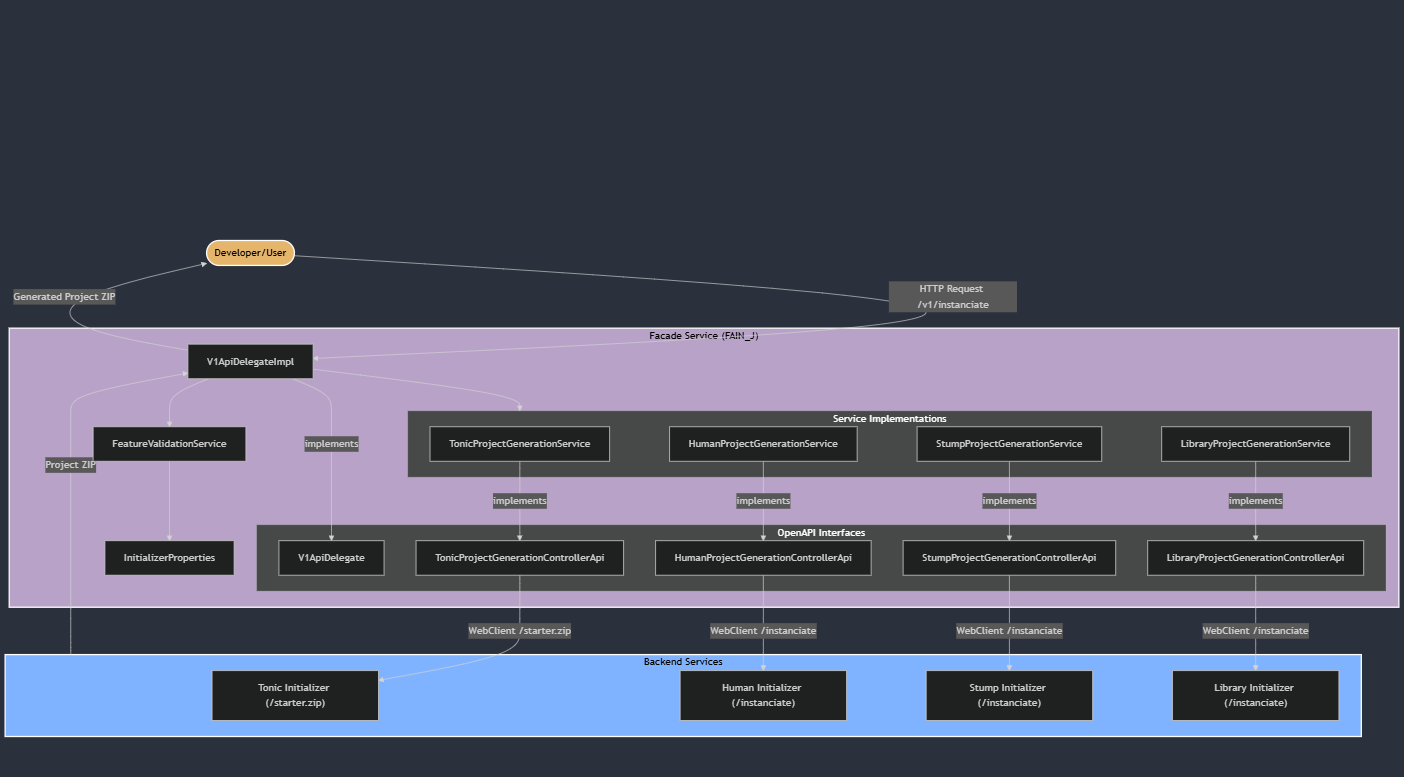 Developer/User
Generated Project ZIP
HTTP Request
/v1/instanciate
Facade Service (FAIN_J)
V1ApiDelegateImpl
Service Implementations
FeatureValidationService
implements
TonicProjectGenerationService
HumanProjectGenerationService
StumpProjectGenerationService
LibraryProjectGenerationService
Project ZIP
implements
implements
implements
implements
OpenAPI Interfaces
InitializerProperties
V1ApiDelegate
TonicProjectGenerationControllerApi
HumanProjectGenerationControllerApi
StumpProjectGenerationControllerApi
LibraryProjectGenerationControllerApi
WebClient /starter.zip
WebClient /instanciate
WebClient /instanciate
WebClient /instanciate
Backend Services
Tonic Initializer
(/starter.zip)
Human Initializer
(/instanciate)
Stump Initializer
(/instanciate)
Library Initializer
(/instanciate)